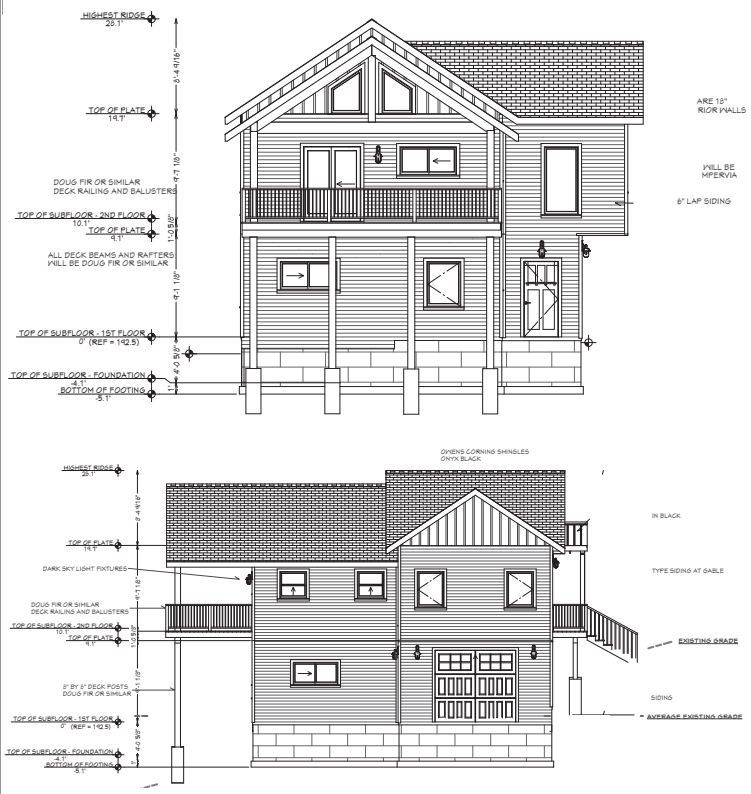 HIGHEST RIDGE
28.1'
8'-4 9/16"
ARE 18"
RIOR WALLS
TOP OF PLATE
19.7'
WILL BE
MPERVIA
9'-7 1/8"
DOUG FIR OR SIMILAR
DECK RAILING AND BALUSTERS
6" LAP SIDING
TOP OF SUBFLOOR - 2ND FLOOR
10.1'
1'-0 5/8"
TOP OF PLATE
9.1'
ALL DECK BEAMS AND RAFTERS
WILL BE DOUG FIR OR SIMILAR
9'-1 1/8"
TOP OF SUBFLOOR - 1ST FLOOR
0' (REF = 192.5)
4'-0 5/8"
TOP OF SUBFLOOR - FOUNDATION
-4.1'
1'
BOTTOM OF FOOTING
-5.1'
OWENS CORNING SHINGLES
ONYX BLACK
HIGHEST RIDGE
28.1'
8'-4 9/16"
IN BLACK
TOP OF PLATE
19.7'
DARK SKY LIGHT FIXTURES
TYPE SIDING AT GABLE
9'-7 1/8"
DOUG FIR OR SIMILAR
DECK RAILING AND BALUSTERS
TOP OF SUBFLOOR - 2ND FLOOR
10.1'
1'-0 5/8"
TOP OF PLATE
9.1'
EXISTING GRADE
8" BY 8" DECK POSTS
DOUG FIR OR SIMILAR
9'-1 1/8"
SIDING
TOP OF SUBFLOOR - 1ST FLOOR
0' (REF = 192.5)
AVERAGE EXISTING GRADE
4'-0 5/8"
TOP OF SUBFLOOR - FOUNDATION
-4.1'
1'
BOTTOM OF FOOTING
-5.1'